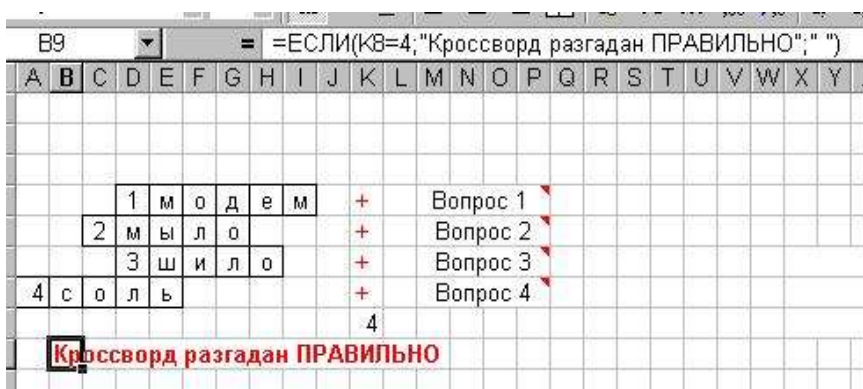 B9 = =ЕСЛИ(K8=4;"Кроссворд разгадан ПРАВИЛЬНО";" ")
A B C D E F G H I J K L M N O P Q R S T U V W X Y
1 м о д е м + Вопрос 1
2 м ы л о + Вопрос 2
3 ш и л о + Вопрос 3
4 с о л ь + Вопрос 4
4
Кроссворд разгадан ПРАВИЛЬНО